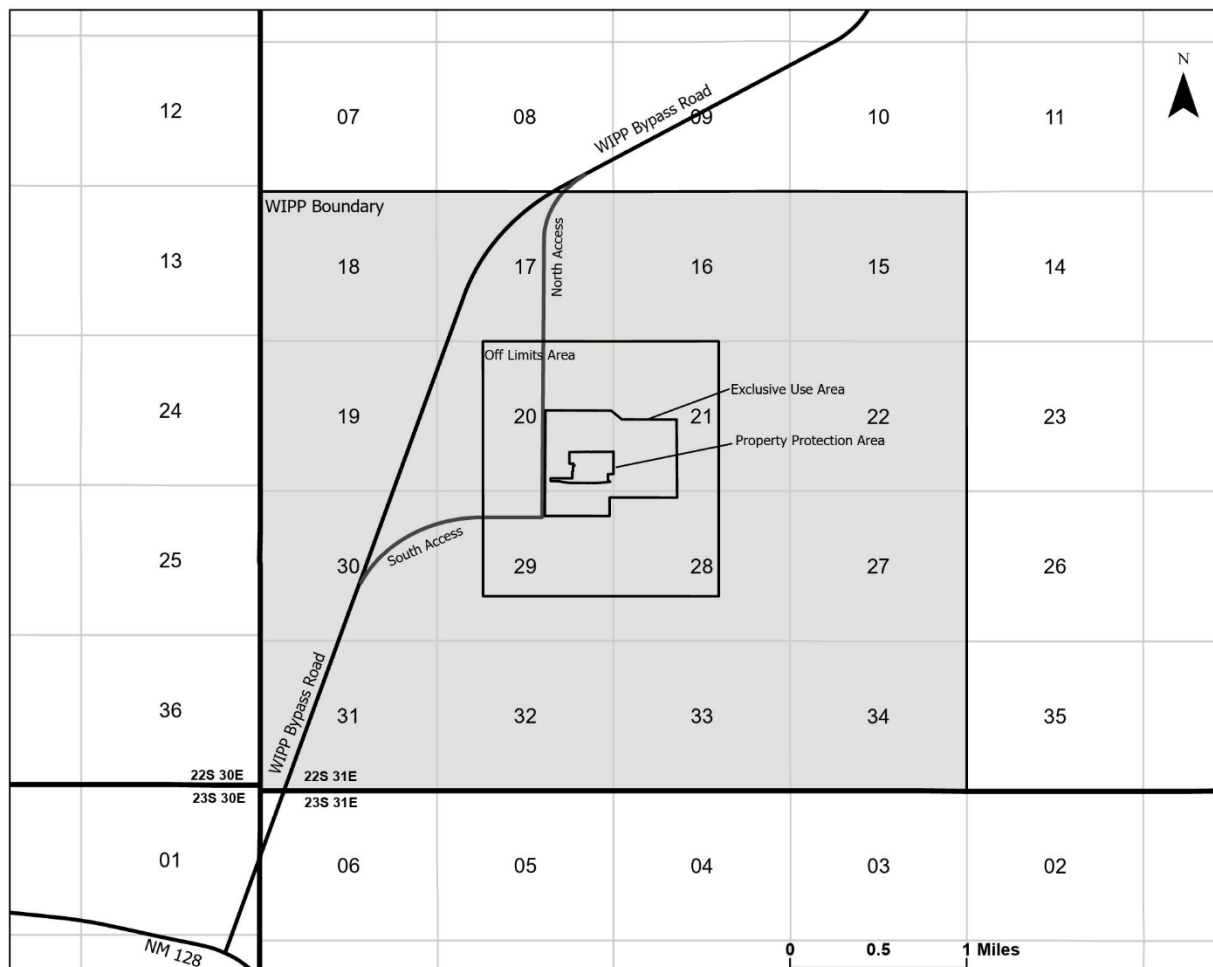 N
WIPP Bypass Road
12
07
08
09
10
11
WIPP Boundary
North Access
13
18
17
16
15
14
Off Limits Area
Exclusive Use Area
24
19
20
21
22
23
Property Protection Area
South Access
25
30
29
28
27
26
WIPP Bypass Road
36
31
32
33
34
35
22S 30E
22S 31E
23S 30E
23S 31E
01
06
05
04
03
02
NM 128
0 0.5 1 Miles